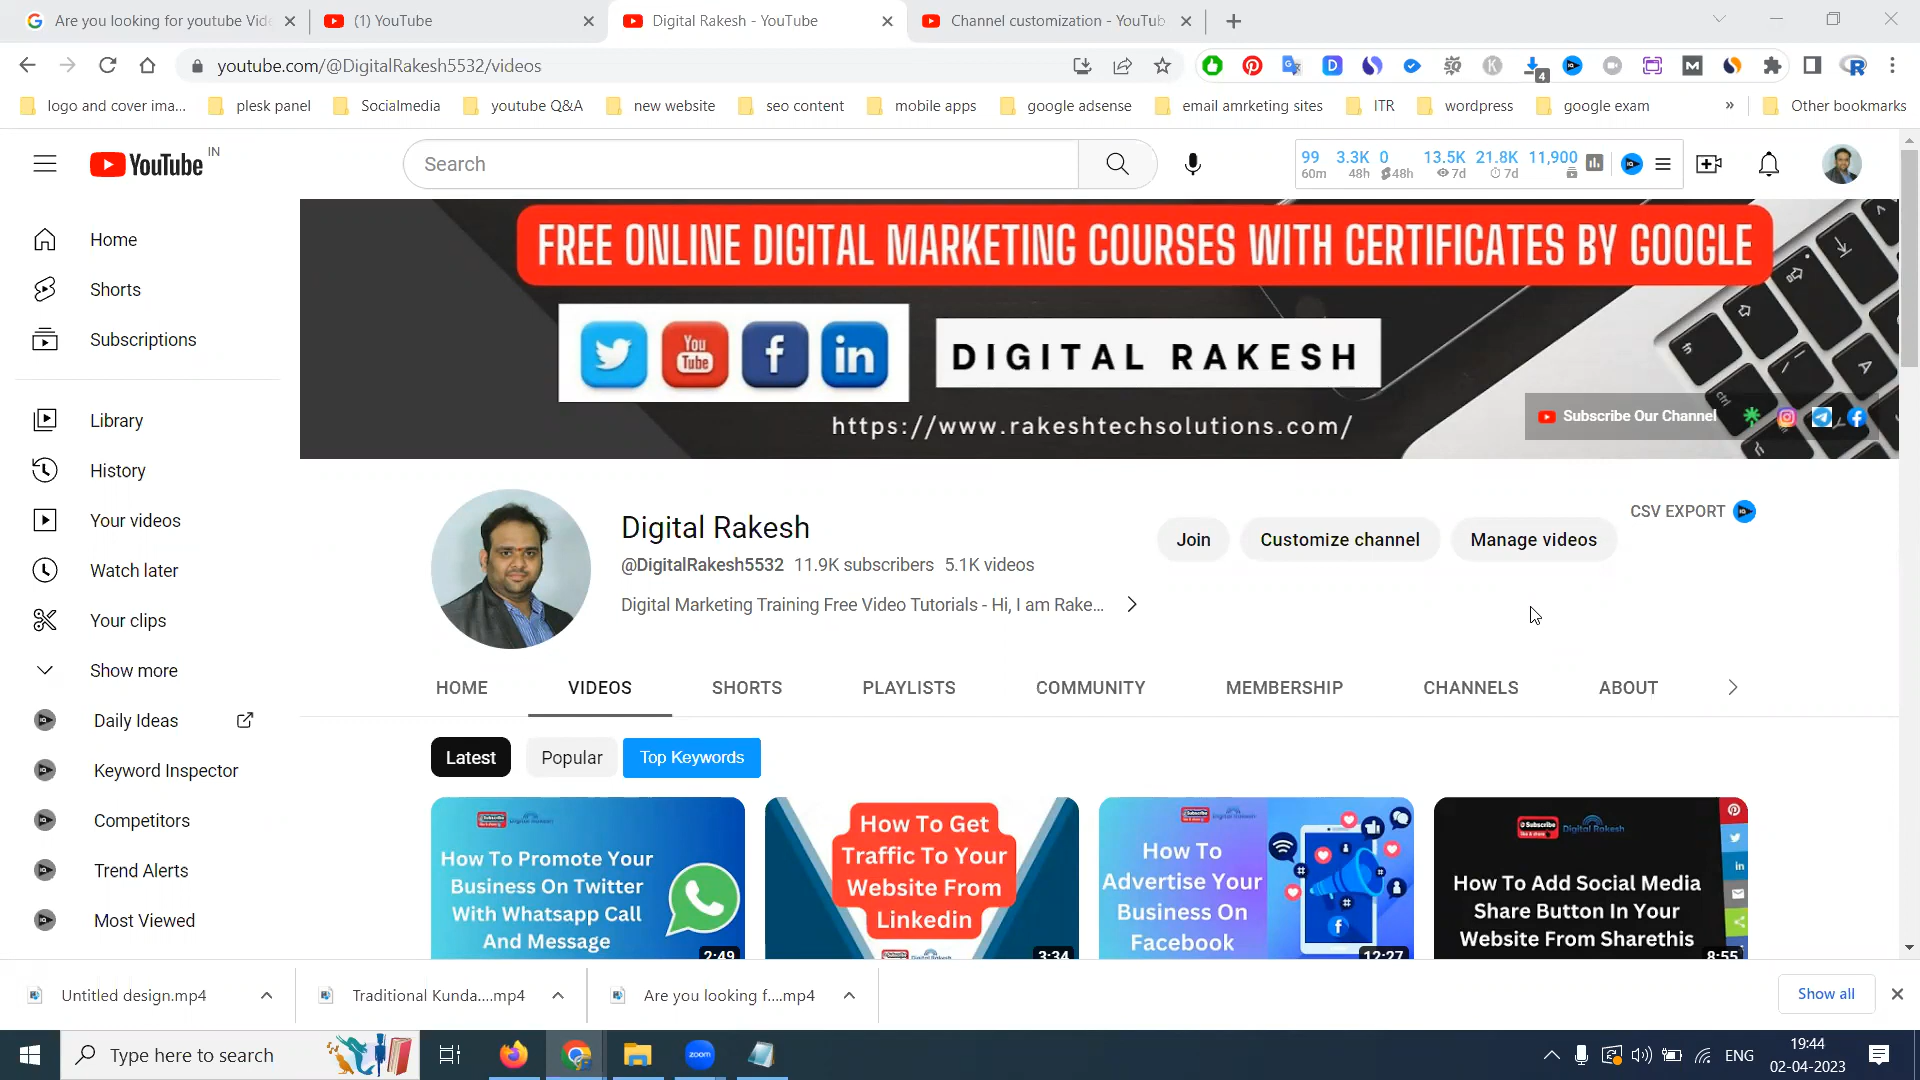 Are you looking for youtube Vide
(1) YouTube
Digital Rakesh - YouTube
Channel customization - YouTub
youtube.com/@DigitalRakesh5532/videos
4
logo and cover ima...
plesk panel
Socialmedia
youtube Q&A
new website
seo content
mobile apps
google adsense
email amrketing sites
ITR
wordpress
google exam
»
Other bookmarks
YouTube IN
Search
99 3.3K 0 13.5K 21.8K 11,900
60m 48h 48h 7d 7d
Home
Shorts
Subscriptions
Library
History
Your videos
Watch later
Your clips
Show more
Daily Ideas
Keyword Inspector
Competitors
Trend Alerts
Most Viewed
FREE ONLINE DIGITAL MARKETING COURSES WITH CERTIFICATES BY GOOGLE
You Tube
DIGITAL RAKESH
https://www.rakeshtechsolutions.com/
Subscribe Our Channel
Digital Rakesh
@DigitalRakesh5532 11.9K subscribers 5.1K videos
Digital Marketing Training Free Video Tutorials - Hi, I am Rake...
Join
Customize channel
Manage videos
CSV EXPORT
HOME
VIDEOS
SHORTS
PLAYLISTS
COMMUNITY
MEMBERSHIP
CHANNELS
ABOUT
Latest
Popular
Top Keywords
How To Promote Your
Business On Twitter
With Whatsapp Call
And Message
2:49
How To Get
Traffic To Your
Website From
Linkedin
3:34
How To
Advertise Your
Business On
Facebook
12:27
Subscribe
Digital Rakesh
How To Add Social Media
Share Button In Your
Website From Sharethis
8:55
Untitled design.mp4
Traditional Kunda....mp4
Are you looking f....mp4
Show all
Type here to search
zoom
ENG
19:44
02-04-2023